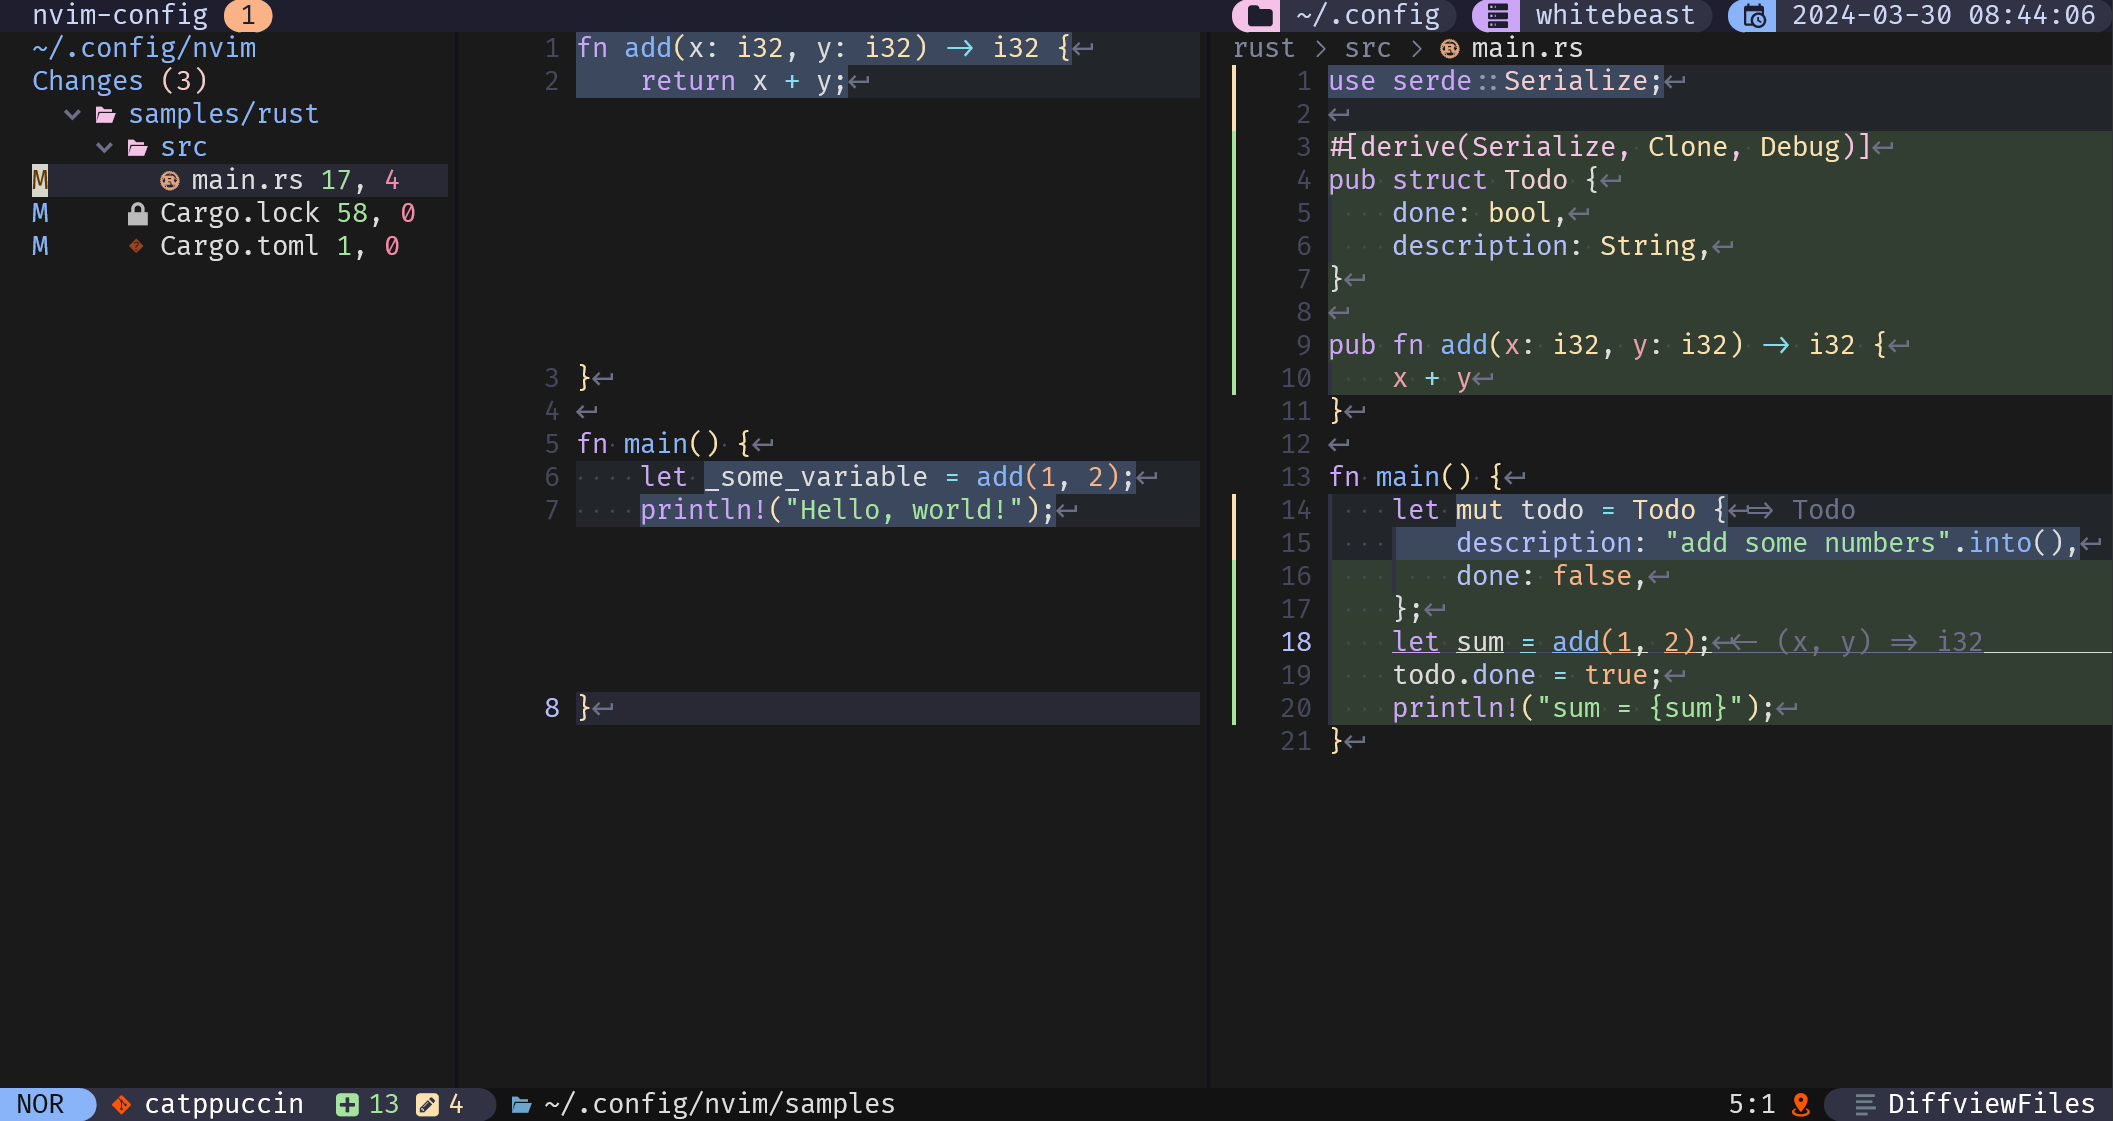 nvim-config 1
~/.config whitebeast 2024-03-30 08:44:06
~/.config/nvim
Changes (3)
samples/rust
src
M main.rs 17, 4
M Cargo.lock 58, 0
M Cargo.toml 1, 0
1 fn add(x: i32, y: i32) -> i32 {
2     return x + y;
3 }
4
5 fn main() {
6     let _some_variable = add(1, 2);
7     println!("Hello, world!");
8 }
rust > src > main.rs
1 use serde::Serialize;
2
3 #[derive(Serialize, Clone, Debug)]
4 pub struct Todo {
5     done: bool,
6     description: String,
7 }
8
9 pub fn add(x: i32, y: i32) -> i32 {
10     x + y
11 }
12
13 fn main() {
14     let mut todo = Todo { => Todo
15         description: "add some numbers".into(),
16         done: false,
17     };
18     let sum = add(1, 2); <- (x, y) => i32
19     todo.done = true;
20     println!("sum = {sum}");
21 }
NOR catppuccin 13 4 ~/.config/nvim/samples 5:1 DiffviewFiles